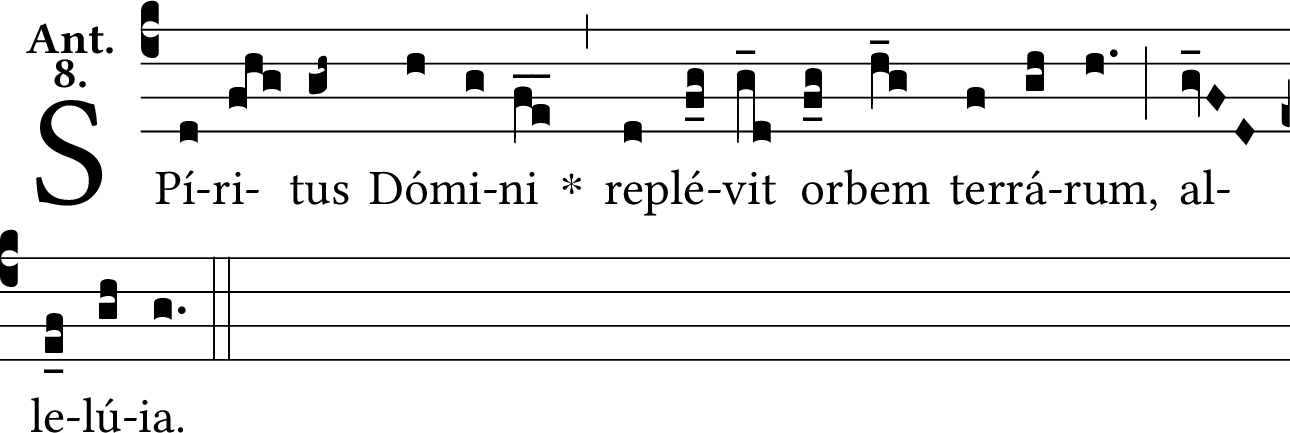 Ant.
8.
SPí-ri- tus Dómi-ni * replé-vit orbem terrá-rum, al-
le-lú-ia.